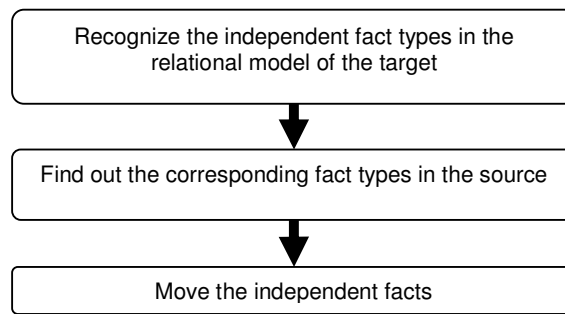 Recognize the independent fact types in the
relational model of the target
Find out the corresponding fact types in the source
Move the independent facts